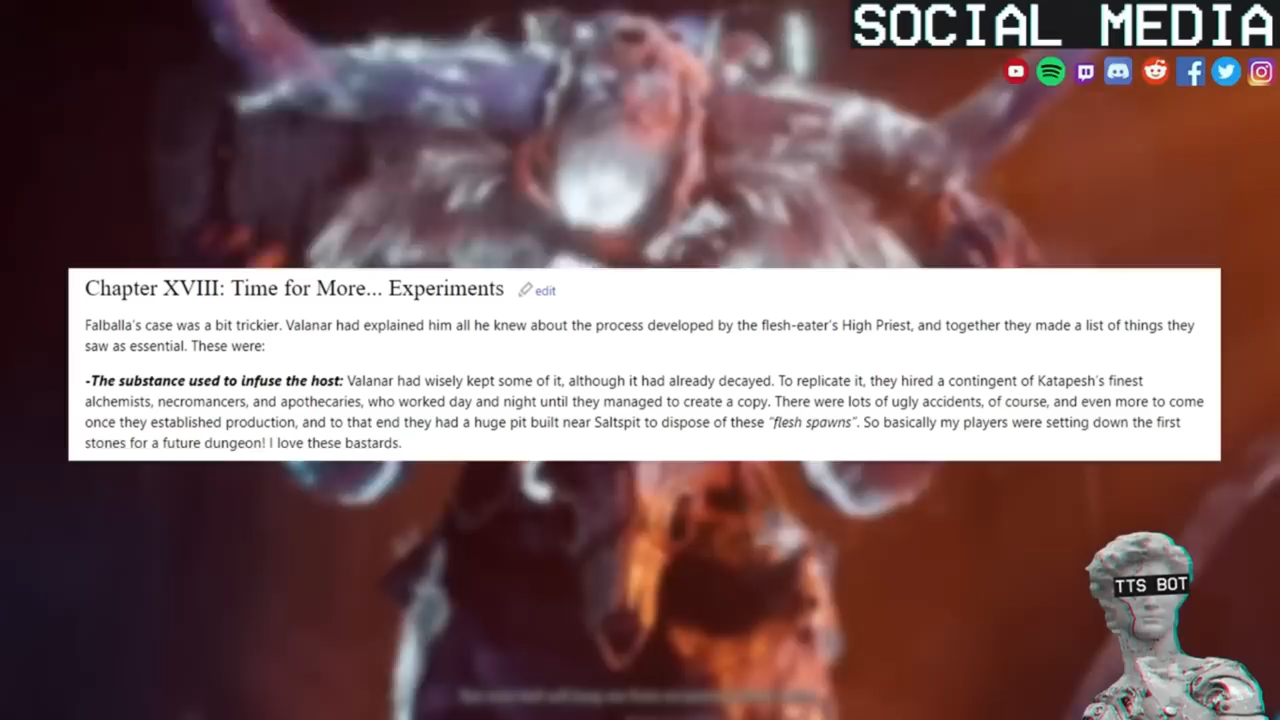 SOCIAL MEDIA
Chapter XVIII: Time for More... Experiments edit
Falballa's case was a bit trickier. Valanar had explained him all he knew about the process developed by the flesh-eater's High Priest, and together they made a list of things they
saw as essential. These were:
-The substance used to infuse the host: Valanar had wisely kept some of it, although it had already decayed. To replicate it, they hired a contingent of Katapesh's finest
alchemists, necromancers, and apothecaries, who worked day and night until they managed to create a copy. There were lots of ugly accidents, of course, and even more to come
once they established production, and to that end they had a huge pit built near Saltspit to dispose of these "flesh spawns". So basically my players were setting down the first
stones for a future dungeon! I love these bastards.
TTS BOT